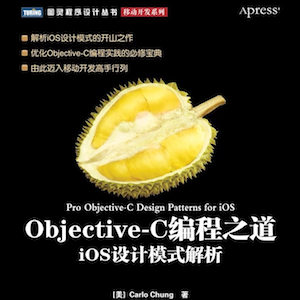 TURING 图灵程序设计丛书 移动开发系列
Apress®
■ 解析iOS设计模式的开山之作
■ 优化Objective-C编程实践的必修宝典
■ 由此迈入移动开发高手行列
Pro Objective-C Design Patterns for iOS
Objective-C编程之道
iOS设计模式解析
[美] Carlo Chung 著